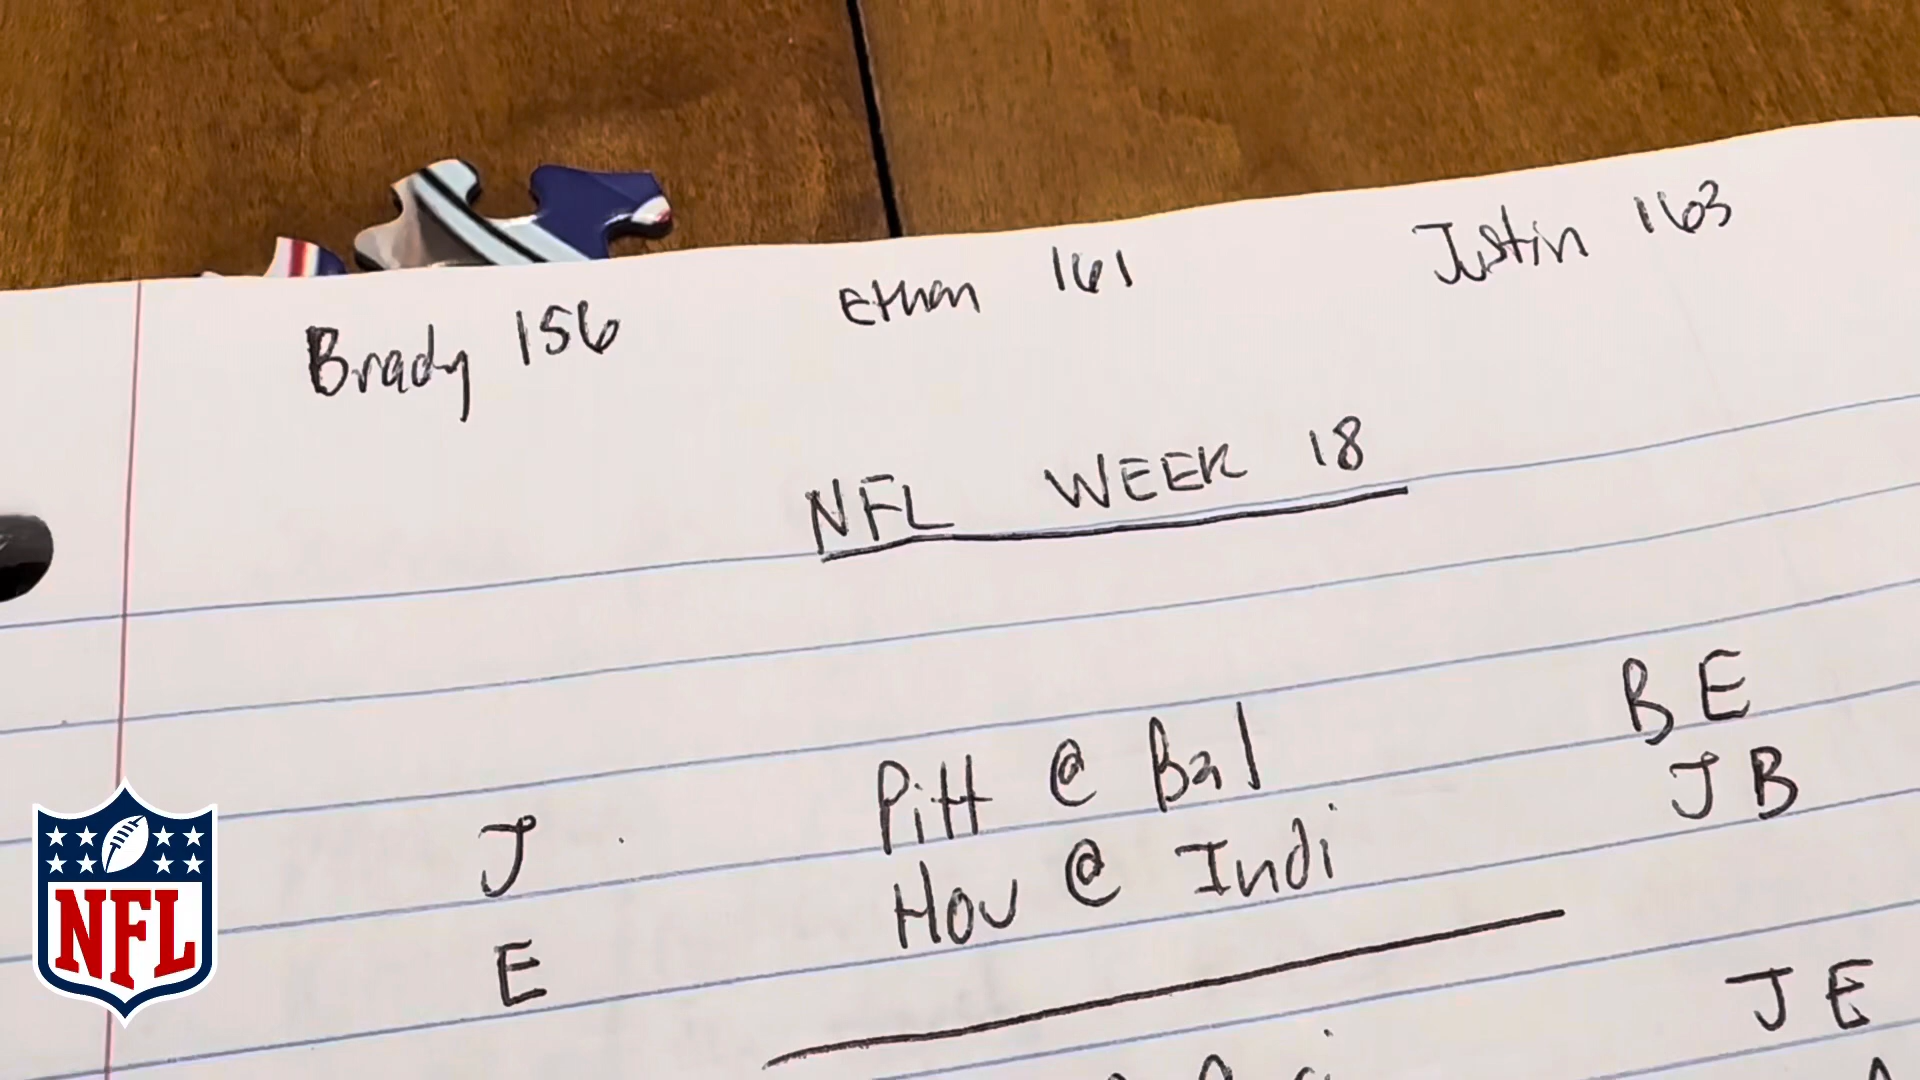 Brady 156 Ethan 161 Justin 163
NFL WEEK 18
J Pitt @ Bal B E
E Hou @ Indi J B
J E
NFL